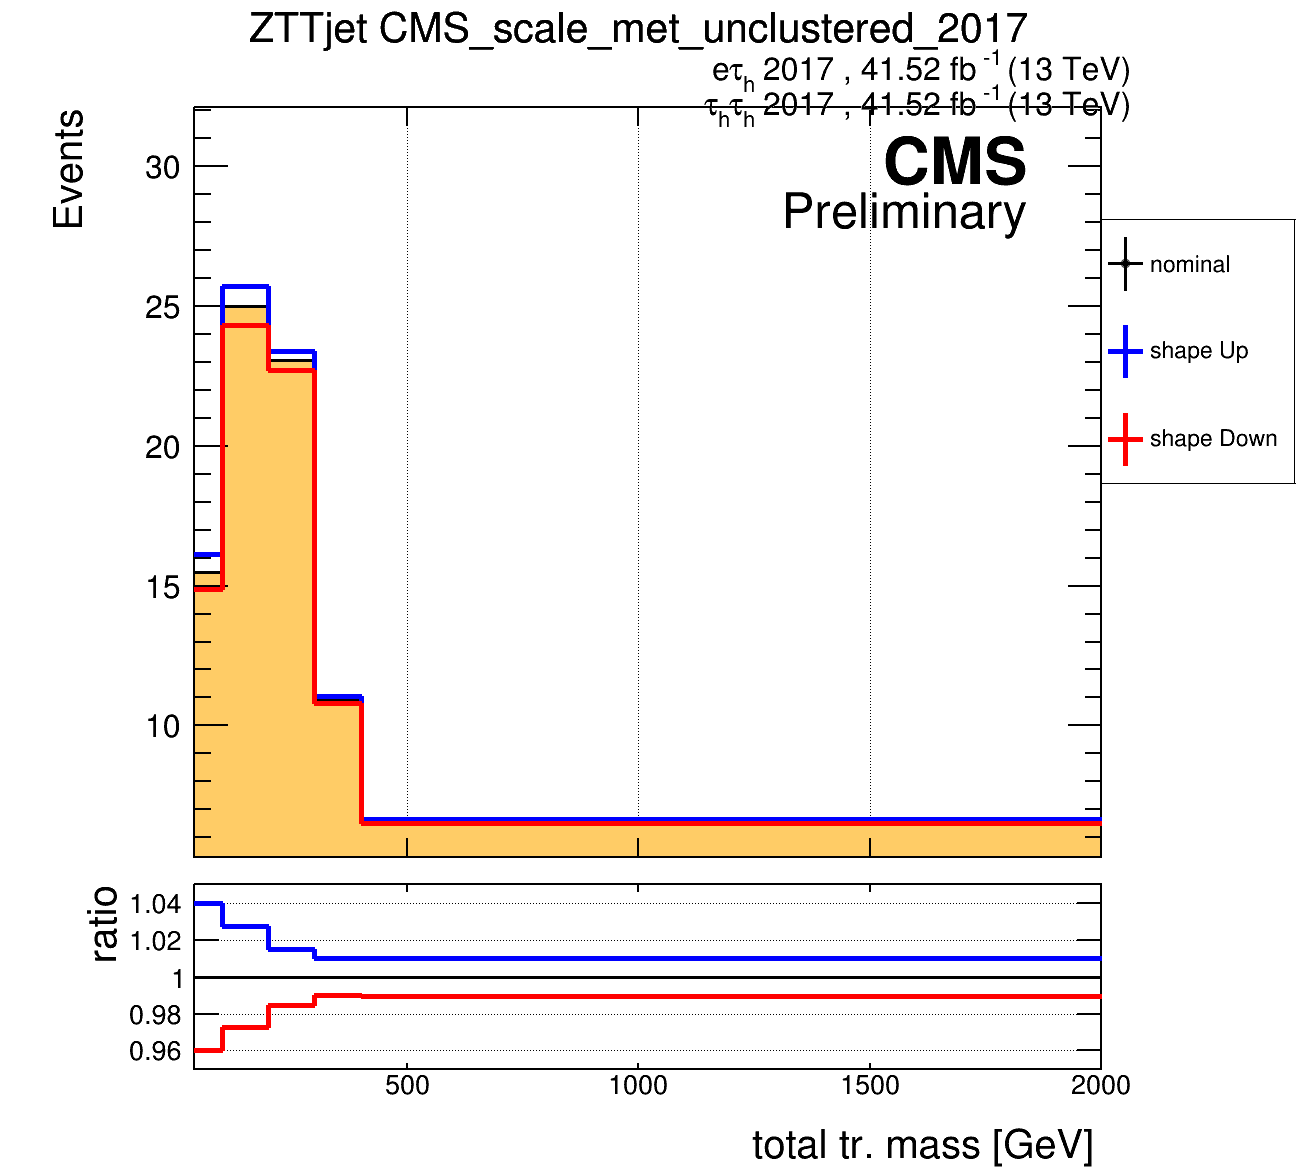 ZTTjet CMS_scale_met_unclustered_2017
eτh 2017 , 41.52 fb-1 (13 TeV)
τhτh 2017 , 41.52 fb-1 (13 TeV)
CMS
Preliminary
Events
30
25
20
15
10
nominal
shape Up
shape Down
ratio
1.04
1.02
1
0.98
0.96
500 1000 1500 2000
total tr. mass [GeV]